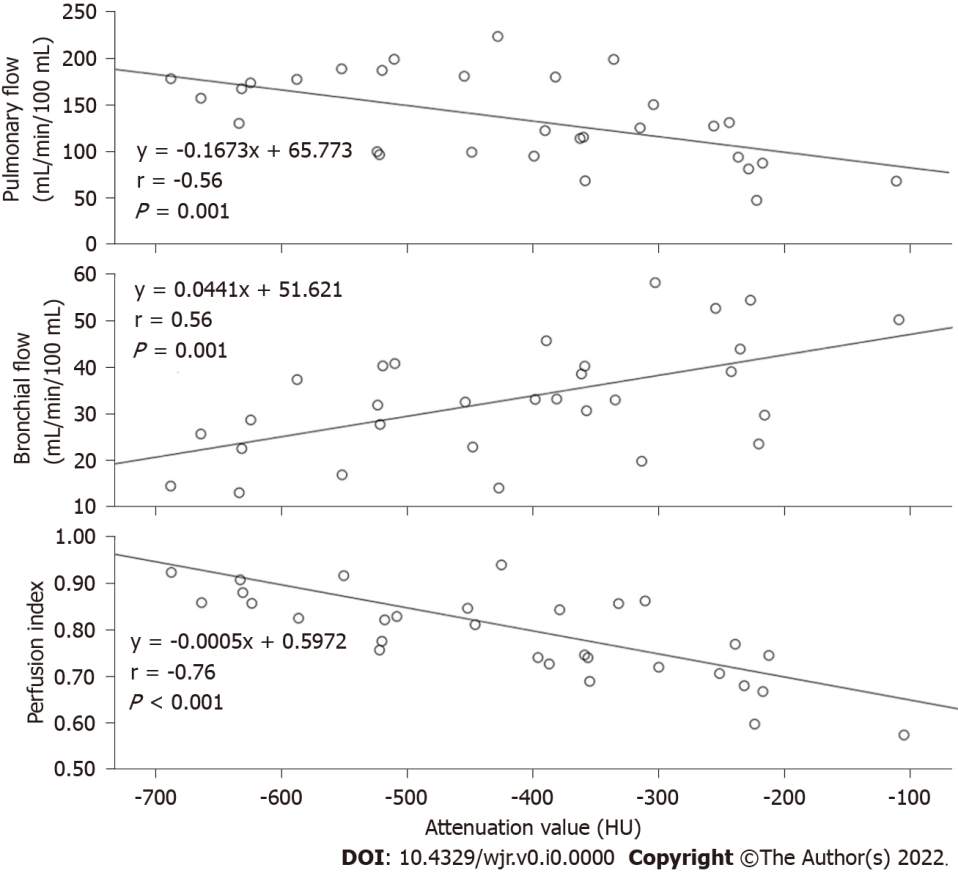 250
200
150
100
50
0
Pulmonary flow
(mL/min/100 mL)
y = -0.1673x + 65.773
r = -0.56
P = 0.001
60
50
40
30
20
10
Bronchial flow
(mL/min/100 mL)
y = 0.0441x + 51.621
r = 0.56
P = 0.001
1.00
0.90
0.80
0.70
0.60
0.50
Perfusion index
y = -0.0005x + 0.5972
r = -0.76
P < 0.001
-700 -600 -500 -400 -300 -200 -100
Attenuation value (HU)
DOI: 10.4329/wjr.v0.i0.0000 Copyright ©The Author(s) 2022.